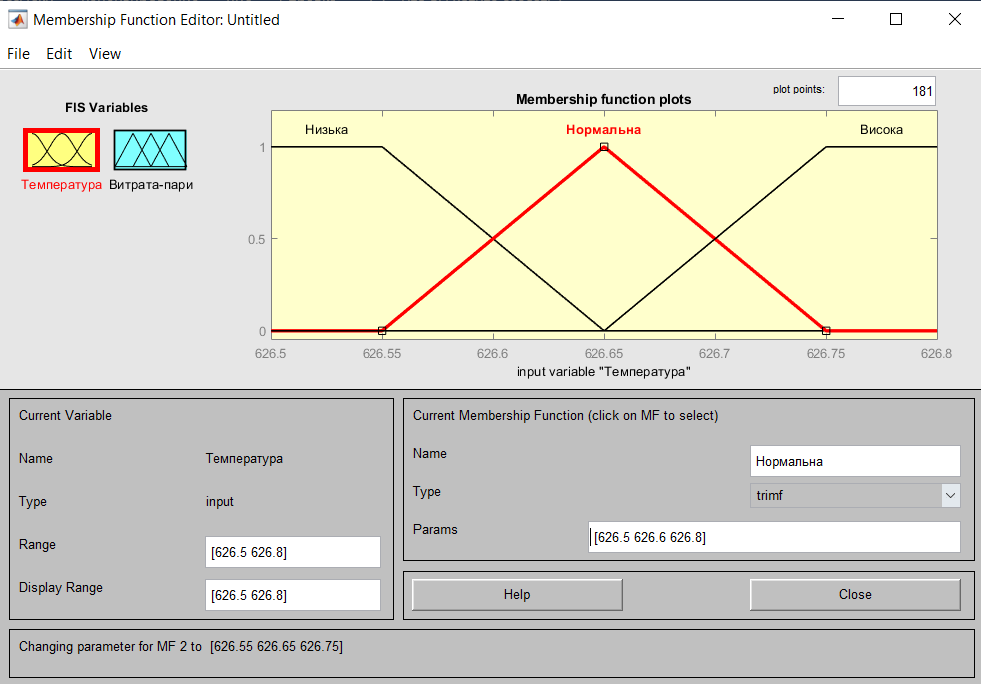 Membership Function Editor: Untitled
File Edit View
FIS Variables
Температура Витрата-пари
plot points: 181
Membership function plots
Низька Нормальна Висока
1
0.5
0
626.5 626.55 626.6 626.65 626.7 626.75 626.8
input variable "Температура"
Current Variable
Name Температура
Type input
Range [626.5 626.8]
Display Range [626.5 626.8]
Current Membership Function (click on MF to select)
Name Нормальна
Type trimf
Params [626.5 626.6 626.8]
Help Close
Changing parameter for MF 2 to [626.55 626.65 626.75]